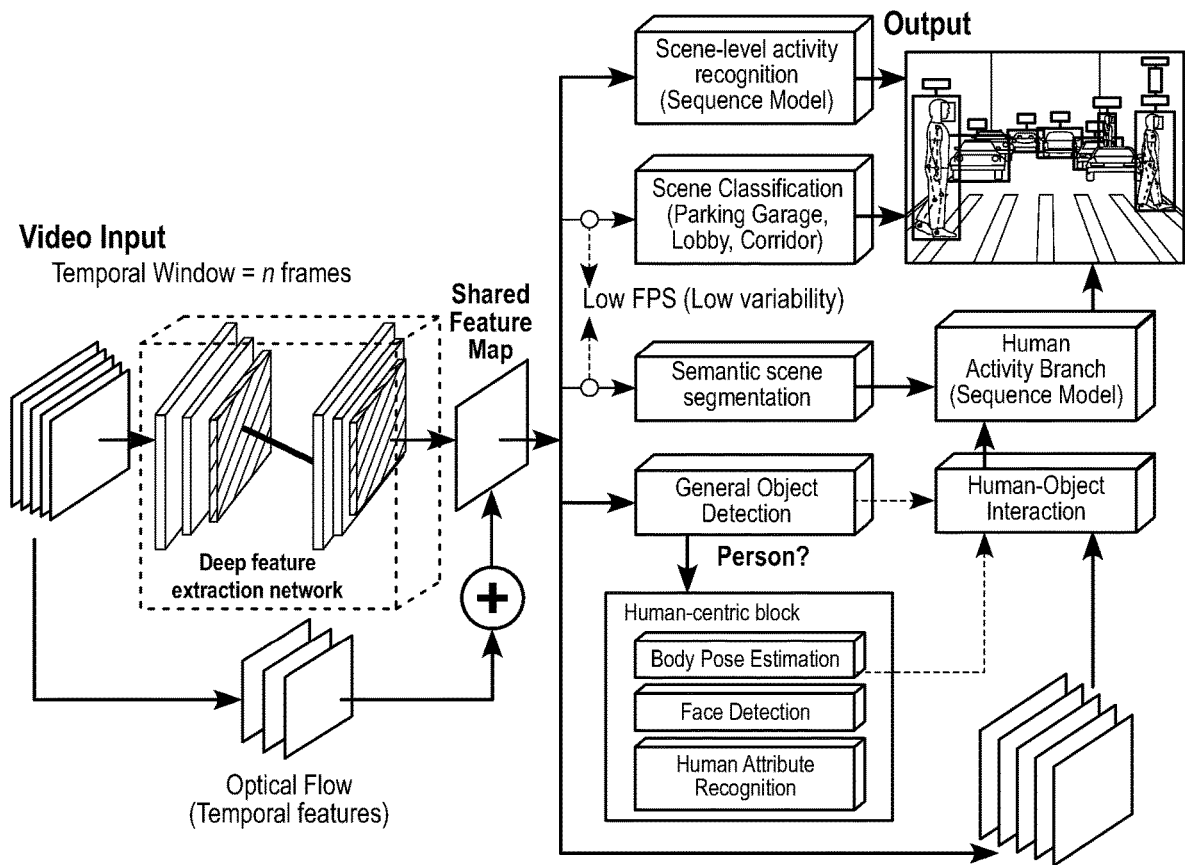 Video Input
Temporal Window = n frames
Deep feature
extraction network
Optical Flow
(Temporal features)
Shared
Feature
Map
+
Scene-level activity
recognition
(Sequence Model)
Scene Classification
(Parking Garage,
Lobby, Corridor)
Low FPS (Low variability)
Semantic scene
segmentation
General Object
Detection
Person?
Human-centric block
Body Pose Estimation
Face Detection
Human Attribute
Recognition
Output
Human
Activity Branch
(Sequence Model)
Human-Object
Interaction